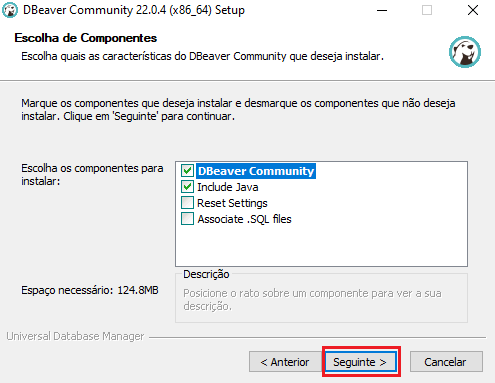 DBeaver Community 22.0.4 (x86_64) Setup
Escolha de Componentes
Escolha quais as características do DBeaver Community que deseja instalar.
Marque os componentes que deseja instalar e desmarque os componentes que não deseja
instalar. Clique em 'Seguinte' para continuar.
Escolha os componentes para
instalar:
DBeaver Community
Include Java
Reset Settings
Associate .SQL files
Espaço necessário: 124.8MB
Descrição
Posicione o rato sobre um componente para ver a sua
descrição.
Universal Database Manager
< Anterior
Seguinte >
Cancelar